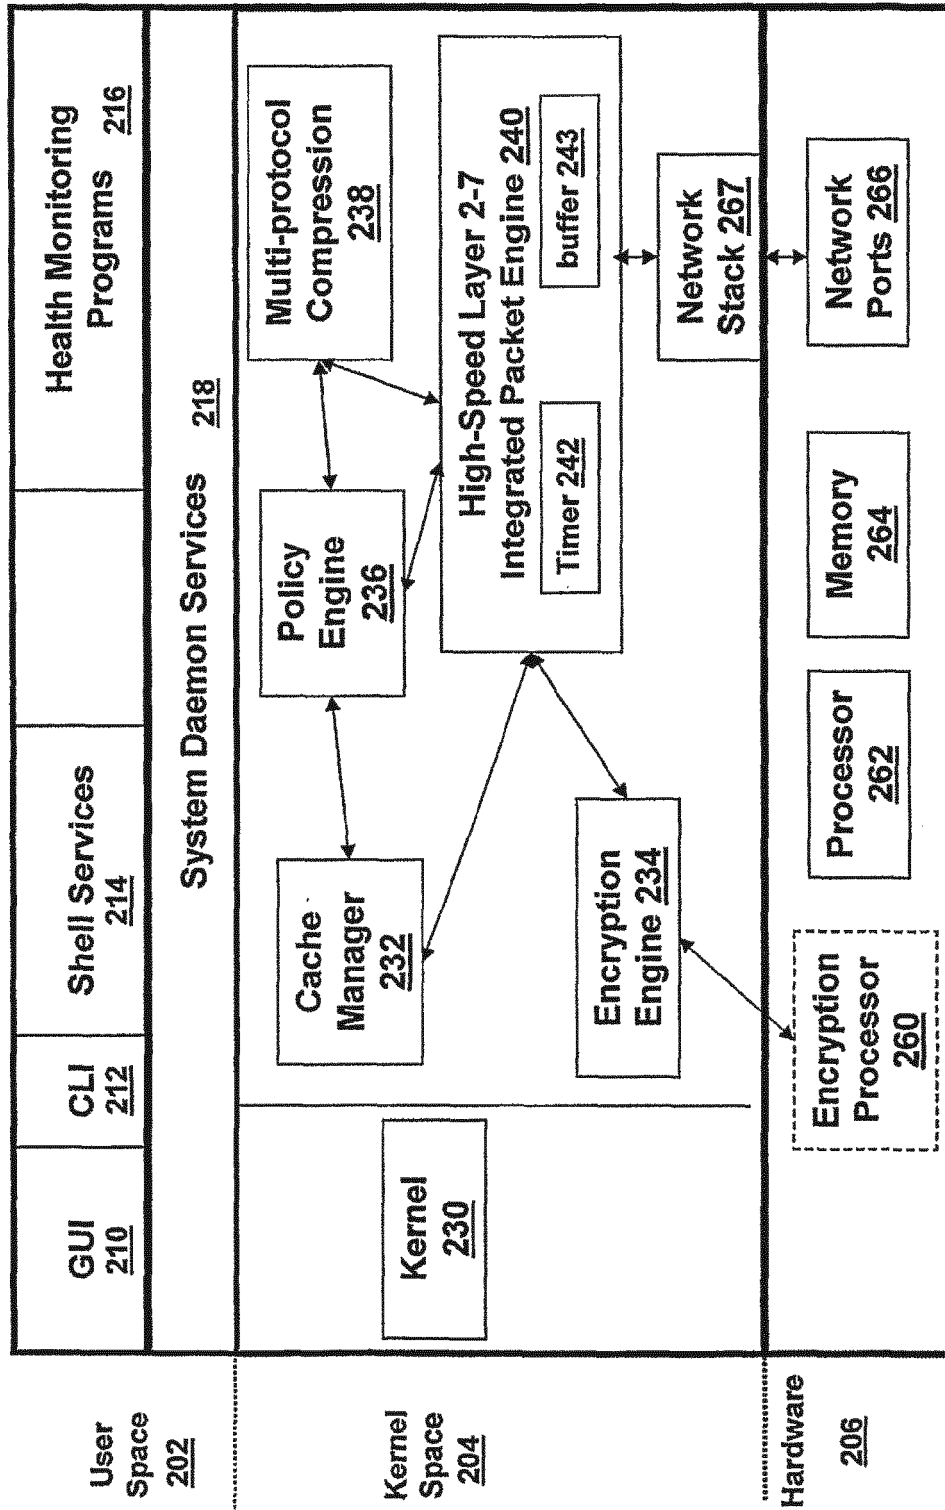 User
Space
202
GUI
210
CLI
212
Shell Services
214
Health Monitoring
Programs 216
System Daemon Services 218
Kernel
Space
204
Kernel
230
Cache
Manager
232
Policy
Engine
236
Multi-protocol
Compression
238
High-Speed Layer 2-7
Integrated Packet Engine 240
Timer 242
buffer 243
Encryption
Engine 234
Network
Stack 267
Hardware
206
Encryption
Processor
260
Processor
262
Memory
264
Network
Ports 266